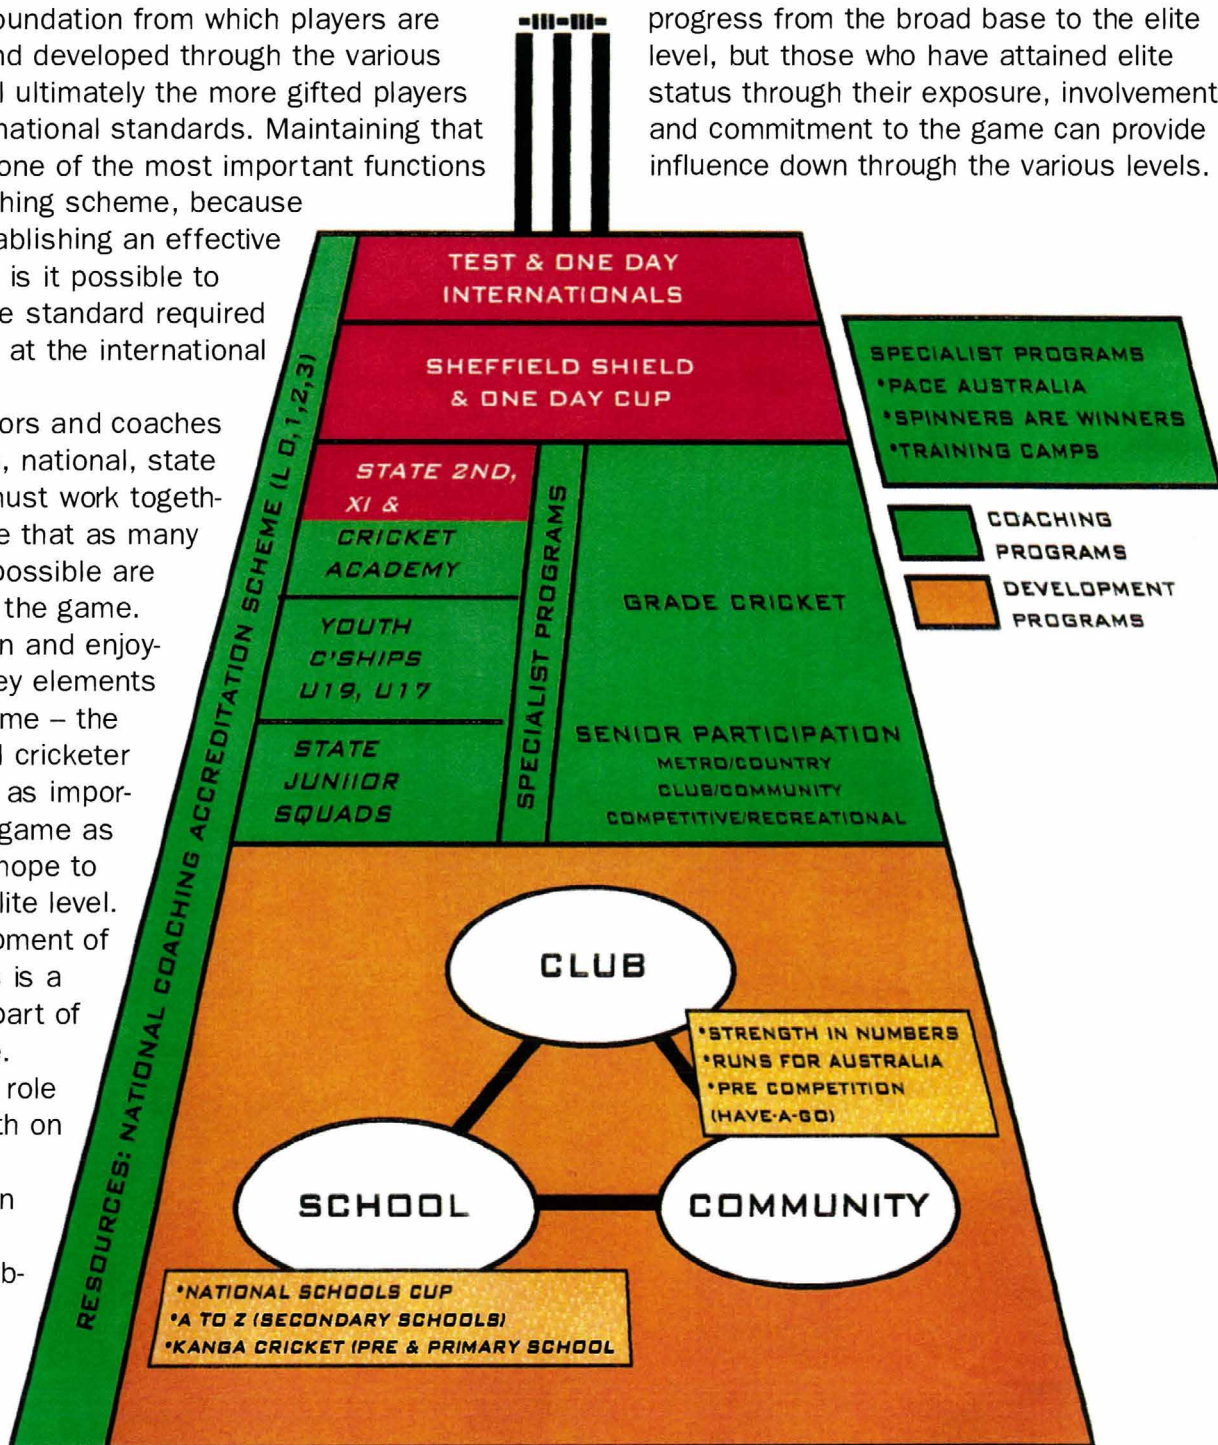 oundation from which players are
nd developed through the various
l ultimately the more gifted players
national standards. Maintaining that
one of the most important functions
hing scheme, because
ablishing an effective
is it possible to
e standard required
at the international
ors and coaches
, national, state
must work togeth-
e that as many
possible are
the game.
n and enjoy-
ey elements
me – the
l cricketer
as impor-
game as
hope to
lite level.
pment of
s is a
part of
e.
role
th on
n
b-
progress from the broad base to the elite
level, but those who have attained elite
status through their exposure, involvement
and commitment to the game can provide
influence down through the various levels.
TEST & ONE DAY
INTERNATIONALS
SHEFFIELD SHIELD
& ONE DAY CUP
STATE 2ND,
XI &
CRICKET
ACADEMY
YOUTH
C'SHIPS
U19, U17
STATE
JUNIIOR
SQUADS
SPECIALIST PROGRAMS
GRADE CRICKET
SENIOR PARTICIPATION
METRO/COUNTRY
CLUB/COMMUNITY
COMPETITIVE/RECREATIONAL
RESOURCES: NATIONAL COACHING ACCREDITATION SCHEME (L 0,1,2,3)
SPECIALIST PROGRAMS
•PACE AUSTRALIA
•SPINNERS ARE WINNERS
•TRAINING CAMPS
COACHING
PROGRAMS
DEVELOPMENT
PROGRAMS
CLUB
•STRENGTH IN NUMBERS
•RUNS FOR AUSTRALIA
•PRE COMPETITION
(HAVE-A-GO)
SCHOOL
COMMUNITY
•NATIONAL SCHOOLS CUP
•A TO Z (SECONDARY SCHOOLS)
•KANGA CRICKET (PRE & PRIMARY SCHOOL